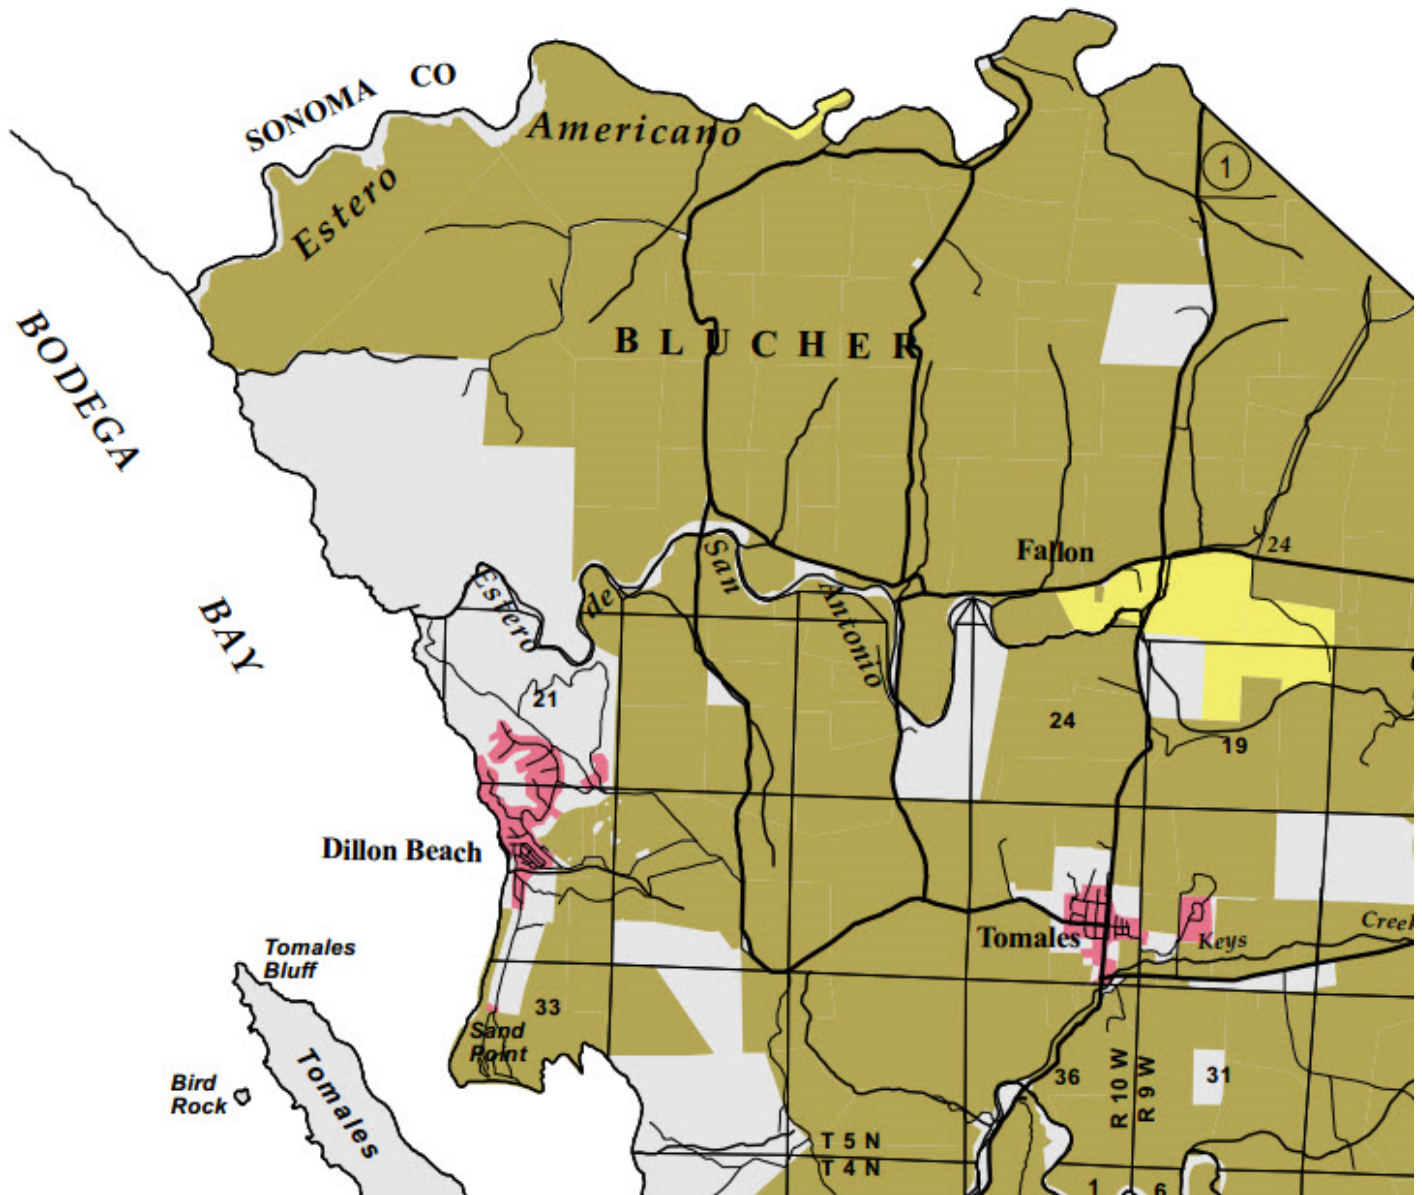 SONOMA CO
Americano
Estero
1
BODEGA
BLUCHER
BAY
Fallon
24
San
Estero
de
Antonio
21
24
19
Dillon Beach
Tomales
Keys
Creek
Tomales
Bluff
33
Sand
Point
Tomales
Bird
Rock
36
R 10 W
R 9 W
31
T 5 N
T 4 N
1
6